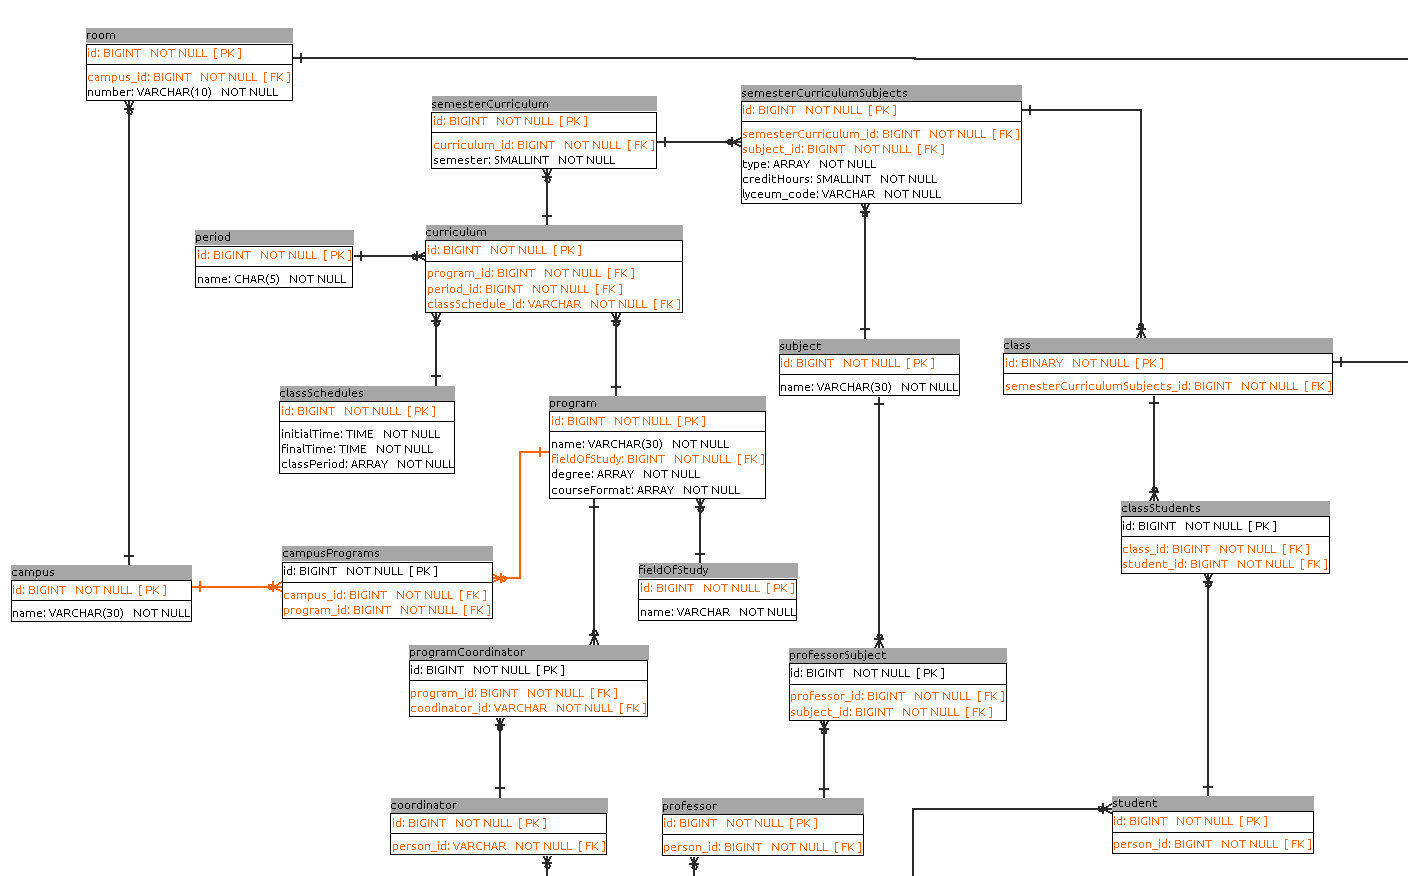 room
id: BIGINT NOT NULL [ PK ]
campus_id: BIGINT NOT NULL [ FK ]
number: VARCHAR(10) NOT NULL
semesterCurriculum
id: BIGINT NOT NULL [ PK ]
curriculum_id: BIGINT NOT NULL [ FK ]
semester: SMALLINT NOT NULL
semesterCurriculumSubjects
id: BIGINT NOT NULL [ PK ]
semesterCurriculum_id: BIGINT NOT NULL [ FK ]
subject_id: BIGINT NOT NULL [ FK ]
type: ARRAY NOT NULL
creditHours: SMALLINT NOT NULL
lyceum_code: VARCHAR NOT NULL
period
id: BIGINT NOT NULL [ PK ]
name: CHAR(5) NOT NULL
curriculum
id: BIGINT NOT NULL [ PK ]
program_id: BIGINT NOT NULL [ FK ]
period_id: BIGINT NOT NULL [ FK ]
classSchedule_id: VARCHAR NOT NULL [ FK ]
subject
id: BIGINT NOT NULL [ PK ]
name: VARCHAR(30) NOT NULL
class
id: BINARY NOT NULL [ PK ]
semesterCurriculumSubjects_id: BIGINT NOT NULL [ FK ]
classSchedules
id: BIGINT NOT NULL [ PK ]
initialTime: TIME NOT NULL
finalTime: TIME NOT NULL
classPeriod: ARRAY NOT NULL
program
id: BIGINT NOT NULL [ PK ]
name: VARCHAR(30) NOT NULL
fieldOfStudy: BIGINT NOT NULL [ FK ]
degree: ARRAY NOT NULL
courseFormat: ARRAY NOT NULL
classStudents
id: BIGINT NOT NULL [ PK ]
class_id: BIGINT NOT NULL [ FK ]
student_id: BIGINT NOT NULL [ FK ]
campus
id: BIGINT NOT NULL [ PK ]
name: VARCHAR(30) NOT NULL
campusPrograms
id: BIGINT NOT NULL [ PK ]
campus_id: BIGINT NOT NULL [ FK ]
program_id: BIGINT NOT NULL [ FK ]
fieldOfStudy
id: BIGINT NOT NULL [ PK ]
name: VARCHAR NOT NULL
programCoordinator
id: BIGINT NOT NULL [ PK ]
program_id: BIGINT NOT NULL [ FK ]
coodinator_id: VARCHAR NOT NULL [ FK ]
professorSubject
id: BIGINT NOT NULL [ PK ]
professor_id: BIGINT NOT NULL [ FK ]
subject_id: BIGINT NOT NULL [ FK ]
coordinator
id: BIGINT NOT NULL [ PK ]
person_id: VARCHAR NOT NULL [ FK ]
professor
id: BIGINT NOT NULL [ PK ]
person_id: BIGINT NOT NULL [ FK ]
student
id: BIGINT NOT NULL [ PK ]
person_id: BIGINT NOT NULL [ FK ]